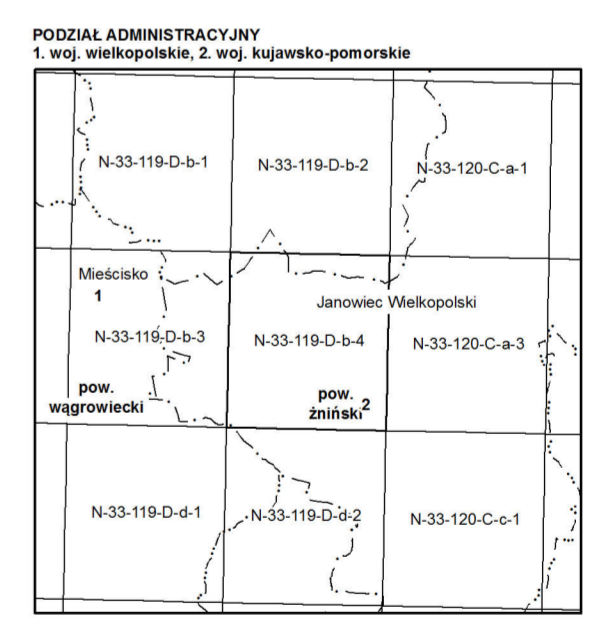 PODZIAŁ ADMINISTRACYJNY
1. woj. wielkopolskie, 2. woj. kujawsko-pomorskie
N-33-119-D-b-1
N-33-119-D-b-2
N-33-120-C-a-1
Mieścisko
1
Janowiec Wielkopolski
N-33-119-D-b-3
N-33-119-D-b-4
N-33-120-C-a-3
pow.
wągrowiecki
pow.
żniński 2
N-33-119-D-d-1
N-33-119-D-d-2
N-33-120-C-c-1